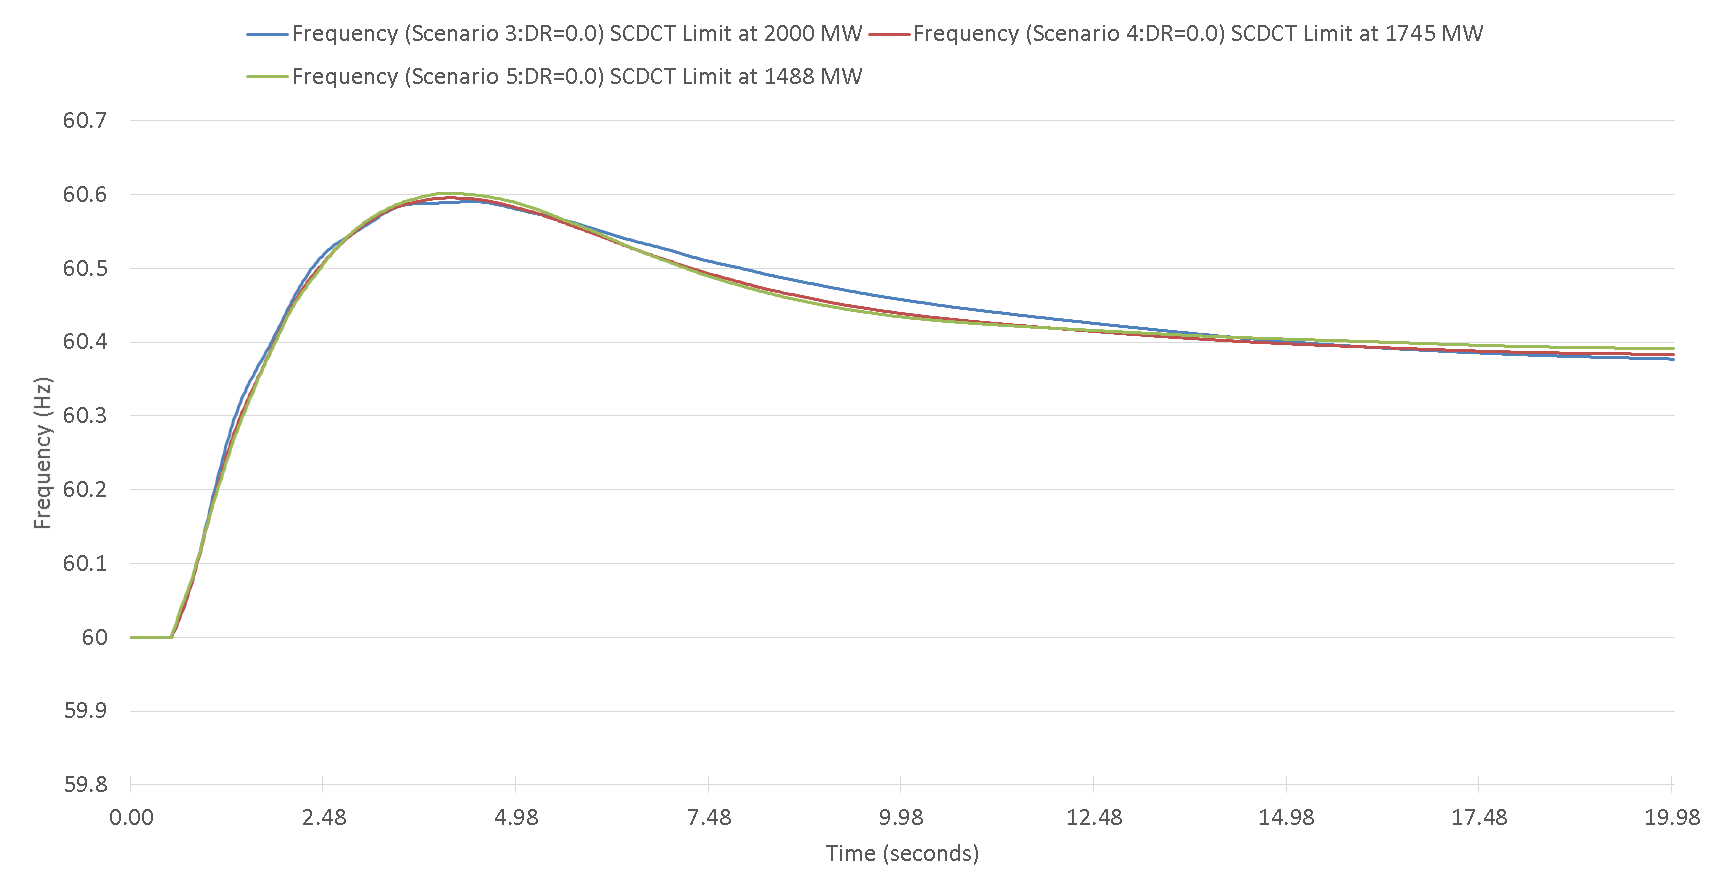 Frequency (Scenario 3:DR=0.0) SCDCT Limit at 2000 MW Frequency (Scenario 4:DR=0.0) SCDCT Limit at 1745 MW
Frequency (Scenario 5:DR=0.0) SCDCT Limit at 1488 MW
60.7
60.6
60.5
60.4
60.3
60.2
60.1
60
59.9
59.8
Frequency (Hz)
0.00 2.48 4.98 7.48 9.98 12.48 14.98 17.48 19.98
Time (seconds)